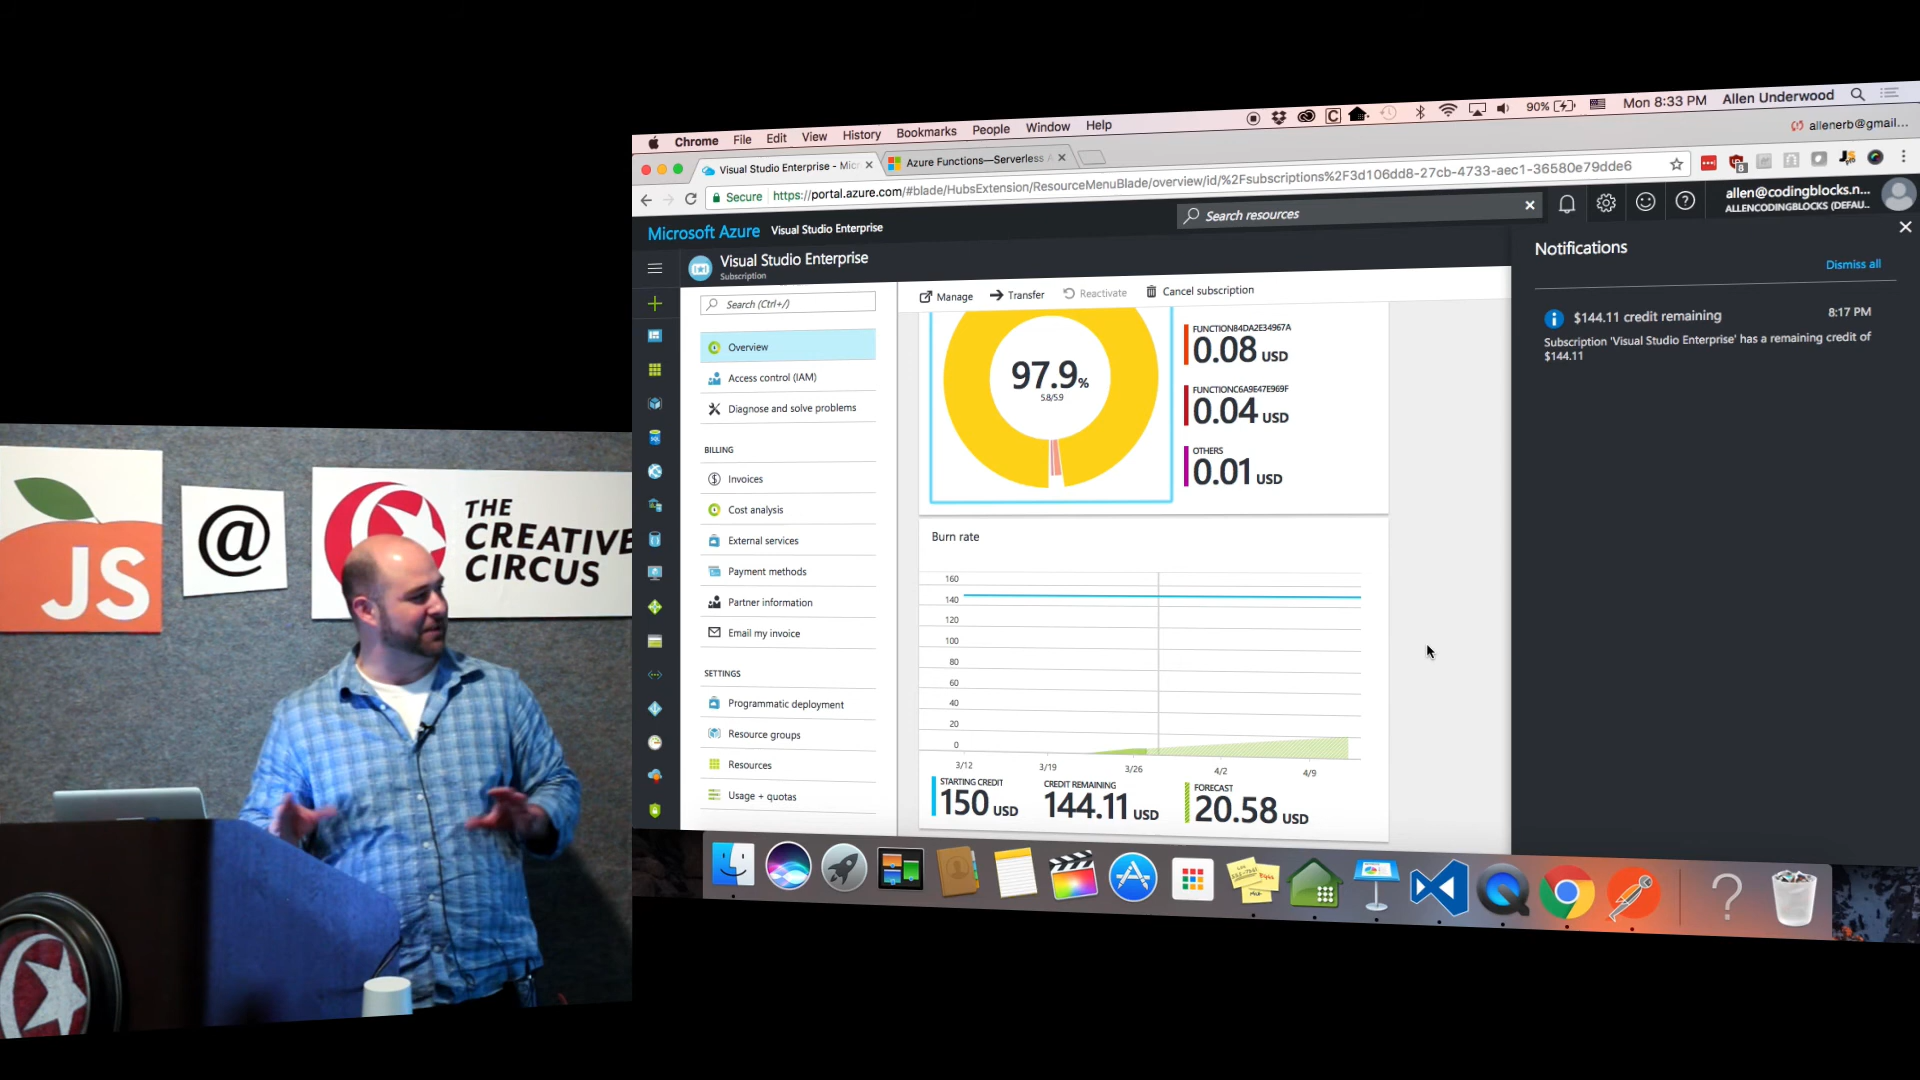 JS
@
THE
CREATIVE
CIRCUS
Chrome File Edit View History Bookmarks People Window Help
90% Mon 8:33 PM Allen Underwood
Visual Studio Enterprise - Mic
Azure Functions—Serverless A
allenerb@gmail...
Secure https://portal.azure.com/#blade/HubsExtension/ResourceMenuBlade/overview/id/%2Fsubscriptions%2F3d106dd8-27cb-4733-aec1-36580e79dde6
8
Microsoft Azure Visual Studio Enterprise
Search resources
allen@codingblocks.n...
ALLENCODINGBLOCKS (DEFAU...
Visual Studio Enterprise
Subscription
Search (Ctrl+/)
Overview
Access control (IAM)
Diagnose and solve problems
BILLING
Invoices
Cost analysis
External services
Payment methods
Partner information
Email my invoice
SETTINGS
Programmatic deployment
Resource groups
Resources
Usage + quotas
Manage Transfer Reactivate Cancel subscription
97.9%
5.8/5.9
FUNCTION84DA2E34967A
0.08 USD
FUNCTIONC6A9E47E969F
0.04 USD
OTHERS
0.01 USD
Burn rate
160
140
120
100
80
60
40
20
0
3/12 3/19 3/26 4/2 4/9
STARTING CREDIT
150 USD
CREDIT REMAINING
144.11 USD
FORECAST
20.58 USD
Notifications
Dismiss all
$144.11 credit remaining 8:17 PM
Subscription 'Visual Studio Enterprise' has a remaining credit of
$144.11